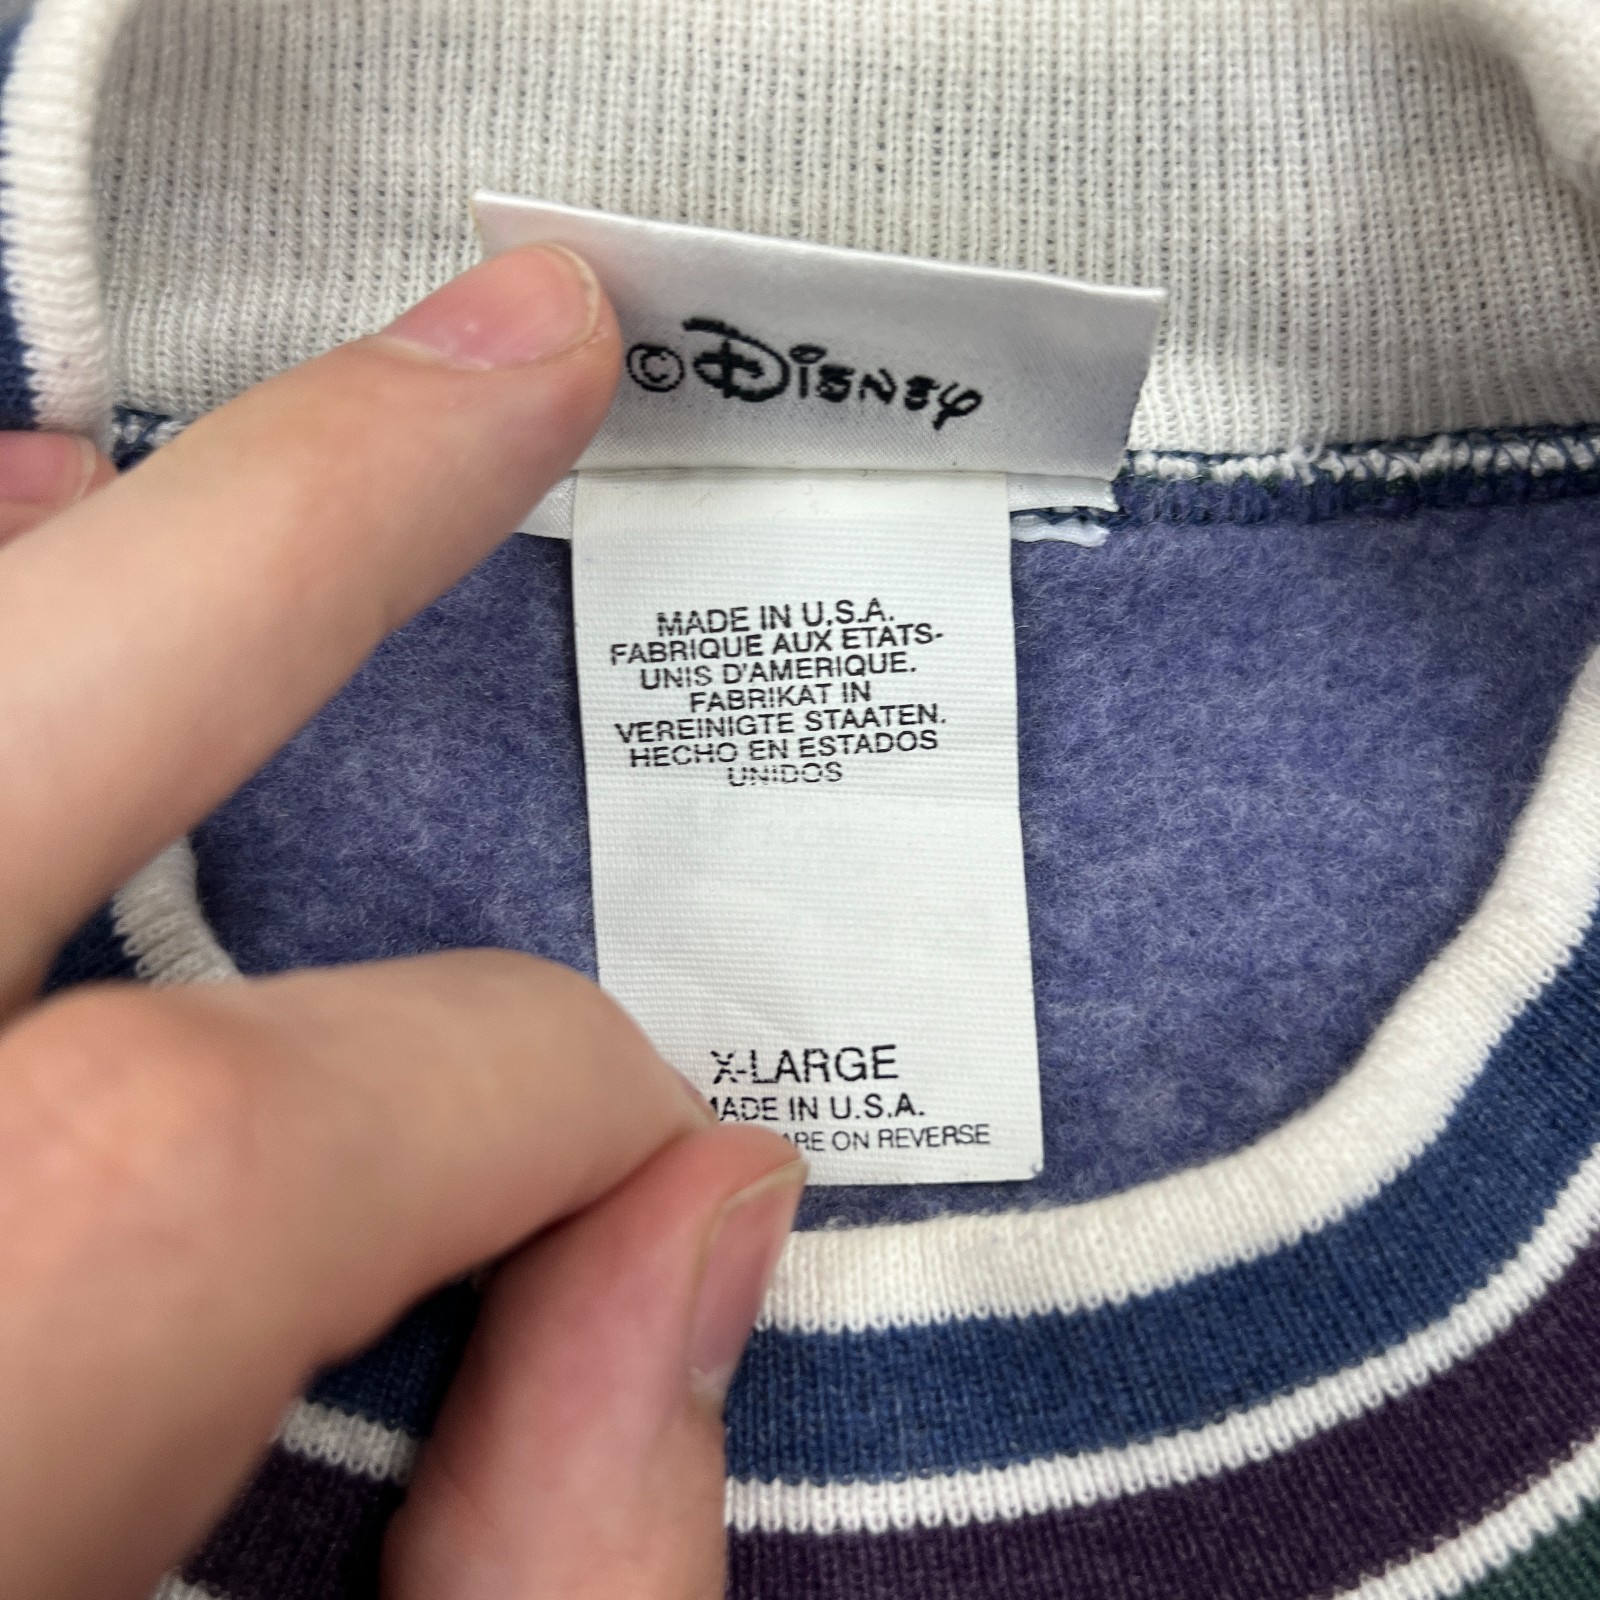 © Disney
MADE IN U.S.A.
FABRIQUE AUX ETATS-
UNIS D'AMERIQUE.
FABRIKAT IN
VEREINIGTE STAATEN.
HECHO EN ESTADOS
UNIDOS
X-LARGE
MADE IN U.S.A.
ON REVERSE